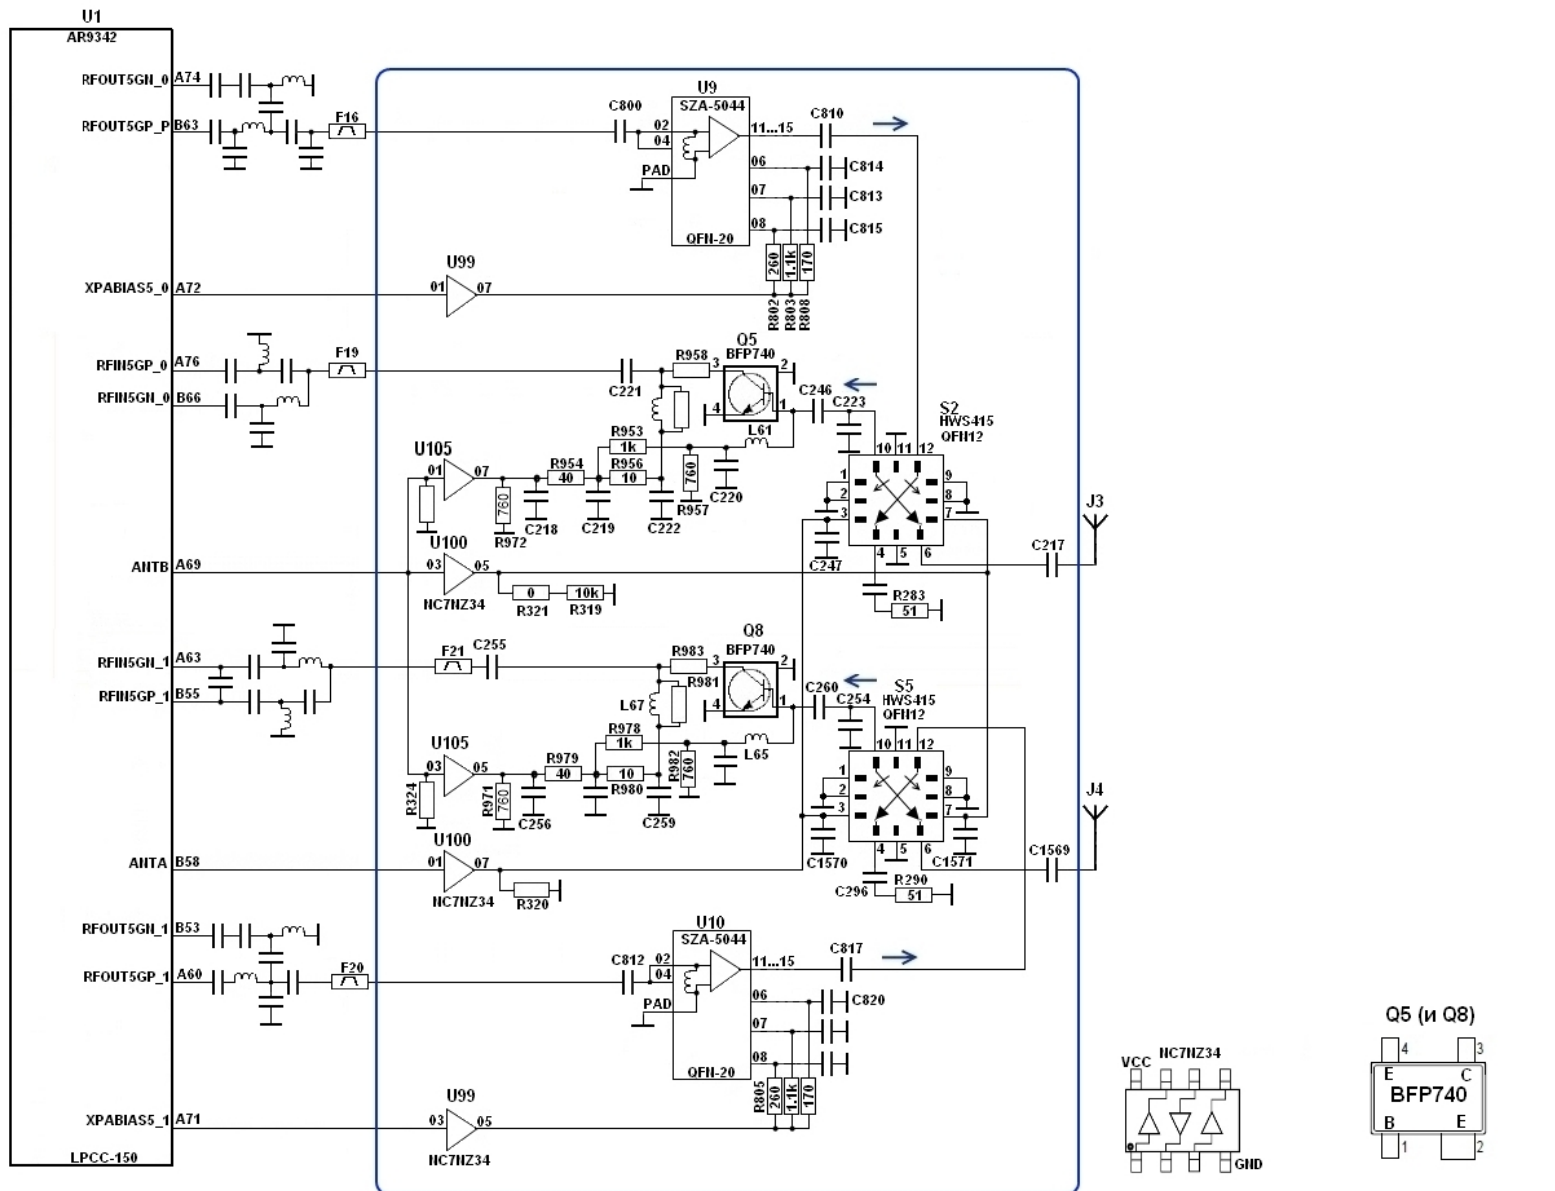 U1
AR9342
RFOUT5GN_0 A74
RFOUT5GP_P B63
F16
C800
U9
SZA-5044
02
04
PAD
11...15
06
07
08
QFN-20
C810
C814
C813
C815
260
1.1k
170
R802
R803
R808
XPABIAS5_0 A72
U99
01
07
RFIN5GP_0 A76
RFIN5GN_0 B66
F19
C221
R958
Q5
BFP740
3
2
4
1
C246
C223
L61
R953
1k
R954
40
R956
10
760
R957
C220
U105
01
07
760
R972
C218
C219
C222
S2
HWS415
QFN12
10
11
12
1
2
3
9
8
7
4
5
6
C247
C217
J3
R283
51
ANTB A69
U100
03
05
NC7NZ34
0
R321
10k
R319
RFIN5GN_1 A63
RFIN5GP_1 B55
F21
C255
R983
Q8
BFP740
3
2
4
1
R981
L67
C260
C254
R978
1k
L65
R979
40
10
R980
R982
760
U105
03
05
R324
R971
760
C256
C259
S5
HWS415
QFN12
10
11
12
1
2
3
9
8
7
4
5
6
C1570
C1571
C1569
J4
C296
R290
51
ANTA B58
U100
01
07
NC7NZ34
R320
RFOUT5GN_1 B53
RFOUT5GP_1 A60
F20
C812
U10
SZA-5044
02
04
PAD
11...15
06
07
08
QFN-20
C817
C820
R805
260
1.1k
170
XPABIAS5_1 A71
U99
03
05
NC7NZ34
LPCC-150
VCC
NC7NZ34
GND
Q5 (и Q8)
4
3
E
C
BFP740
B
E
1
2